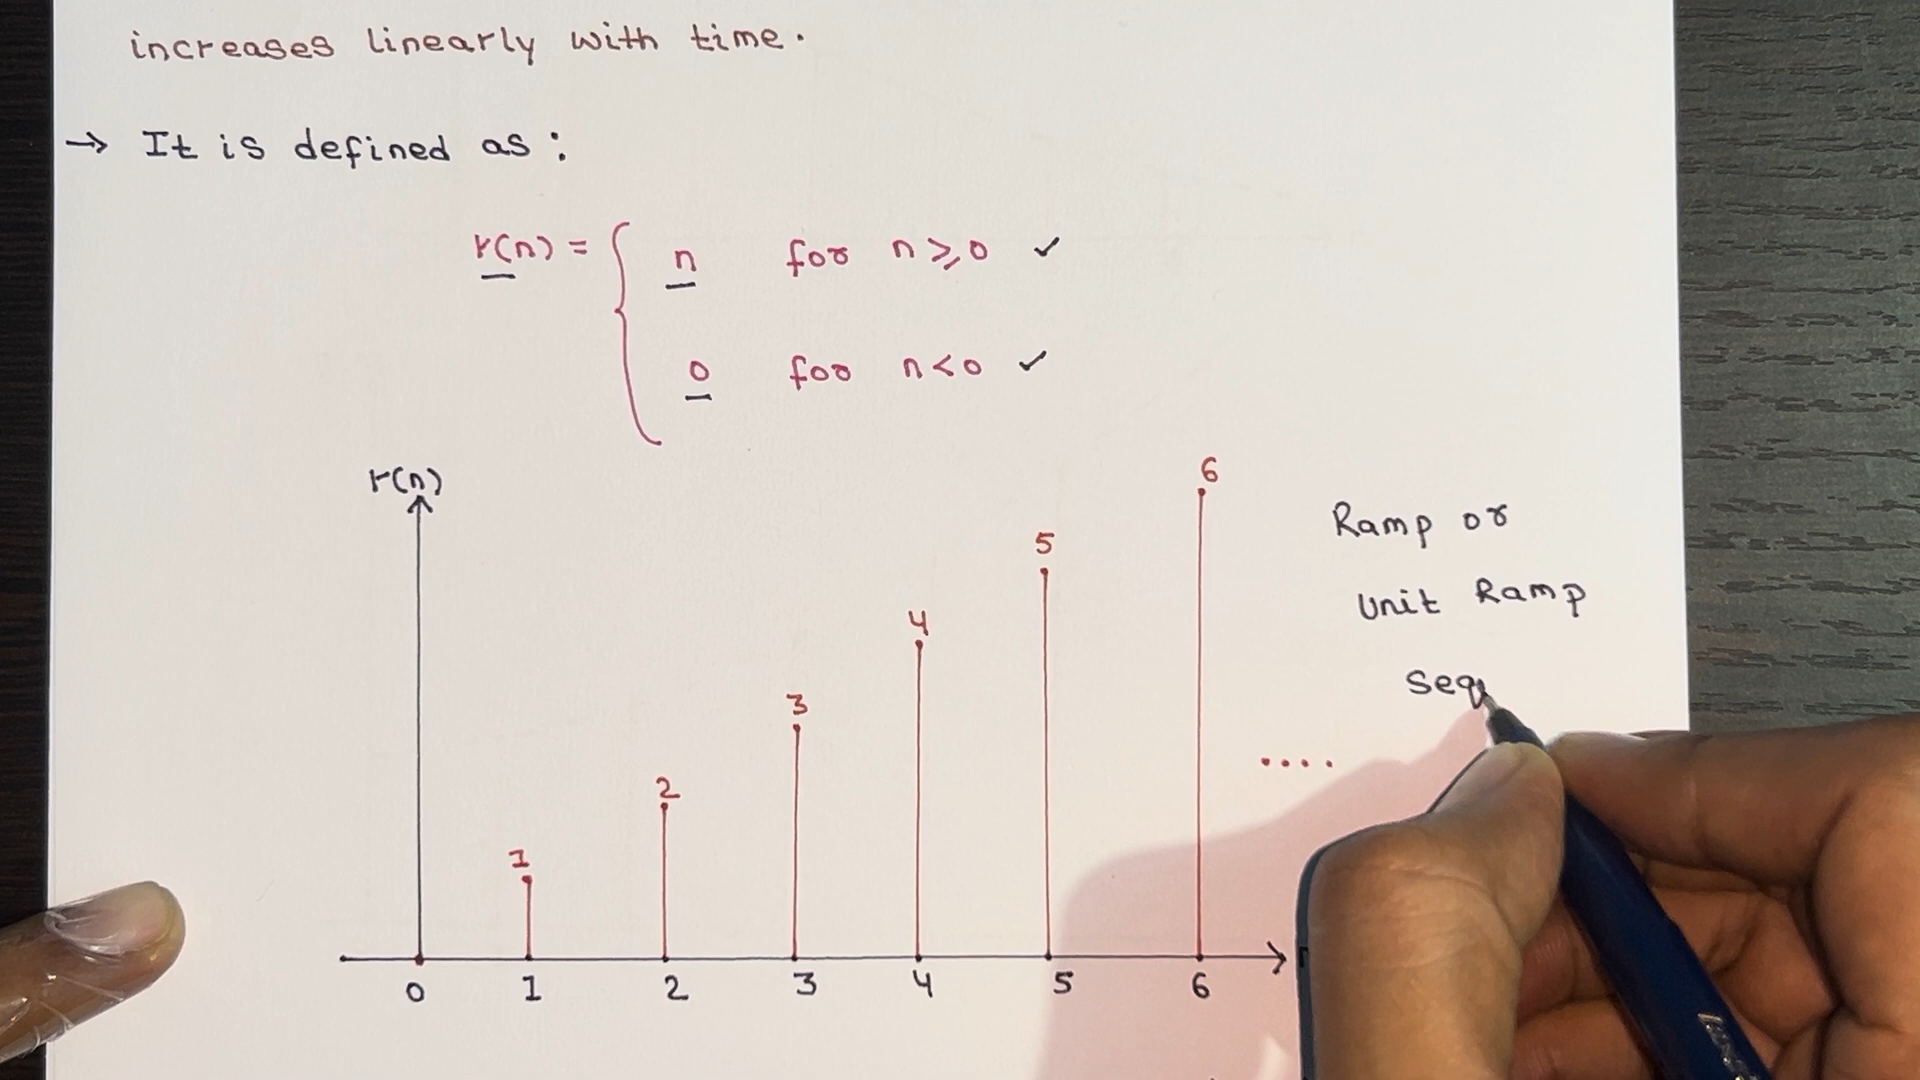 increases linearly with time.
→ It is defined as :
r(n) = { n for n ≥ 0 ✓
0 for n < 0 ✓
r(n)
1
2
3
4
5
6
Ramp or
Unit Ramp
Seq
....
0 1 2 3 4 5 6